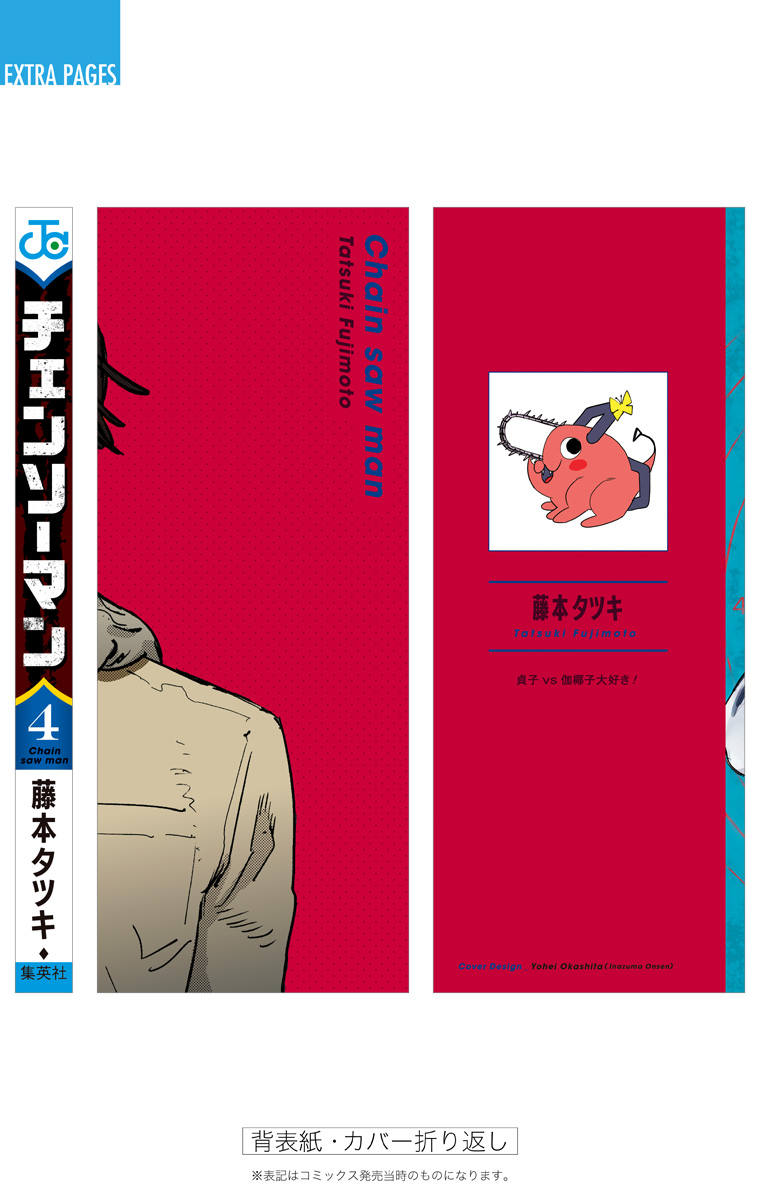 EXTRA PAGES
JC
チェンソーマン
4
Chain
saw man
藤本タツキ◆
集英社
Chain saw man
Tatsuki Fujimoto
藤本タツキ
Tatsuki Fujimoto
貞子 vs 伽椰子大好き！
Cover Design_Yohei Okashita(Inazuma Onsen)
背表紙・カバー折り返し
※表記はコミックス発売当時のものになります。